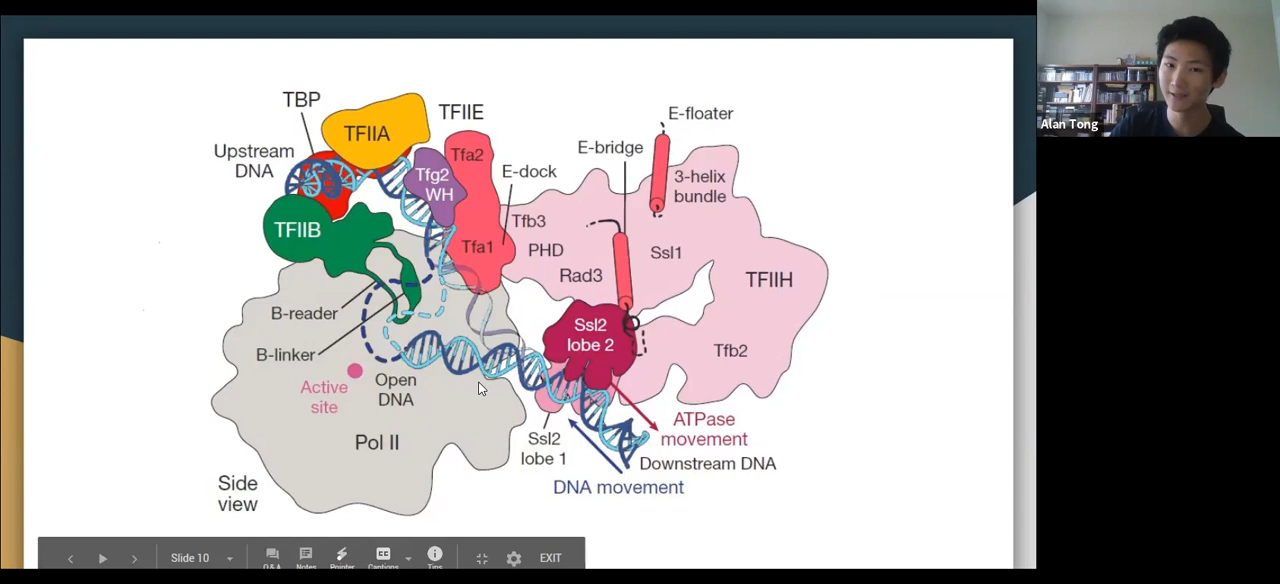 Alan Tong
TBP
TFIIA
TFIIE
E-floater
Upstream
DNA
Tfa2
E-bridge
Tfg2
WH
E-dock
3-helix
bundle
TFIIB
Tfb3
Tfa1
PHD
Ssl1
Rad3
TFIIH
B-reader
Ssl2
lobe 2
B-linker
Tfb2
Active
site
Open
DNA
ATPase
movement
Pol II
Ssl2
lobe 1
Downstream DNA
Side
view
DNA movement
Slide 10
Q & A
Notes
Pointer
Captions
Tips
EXIT